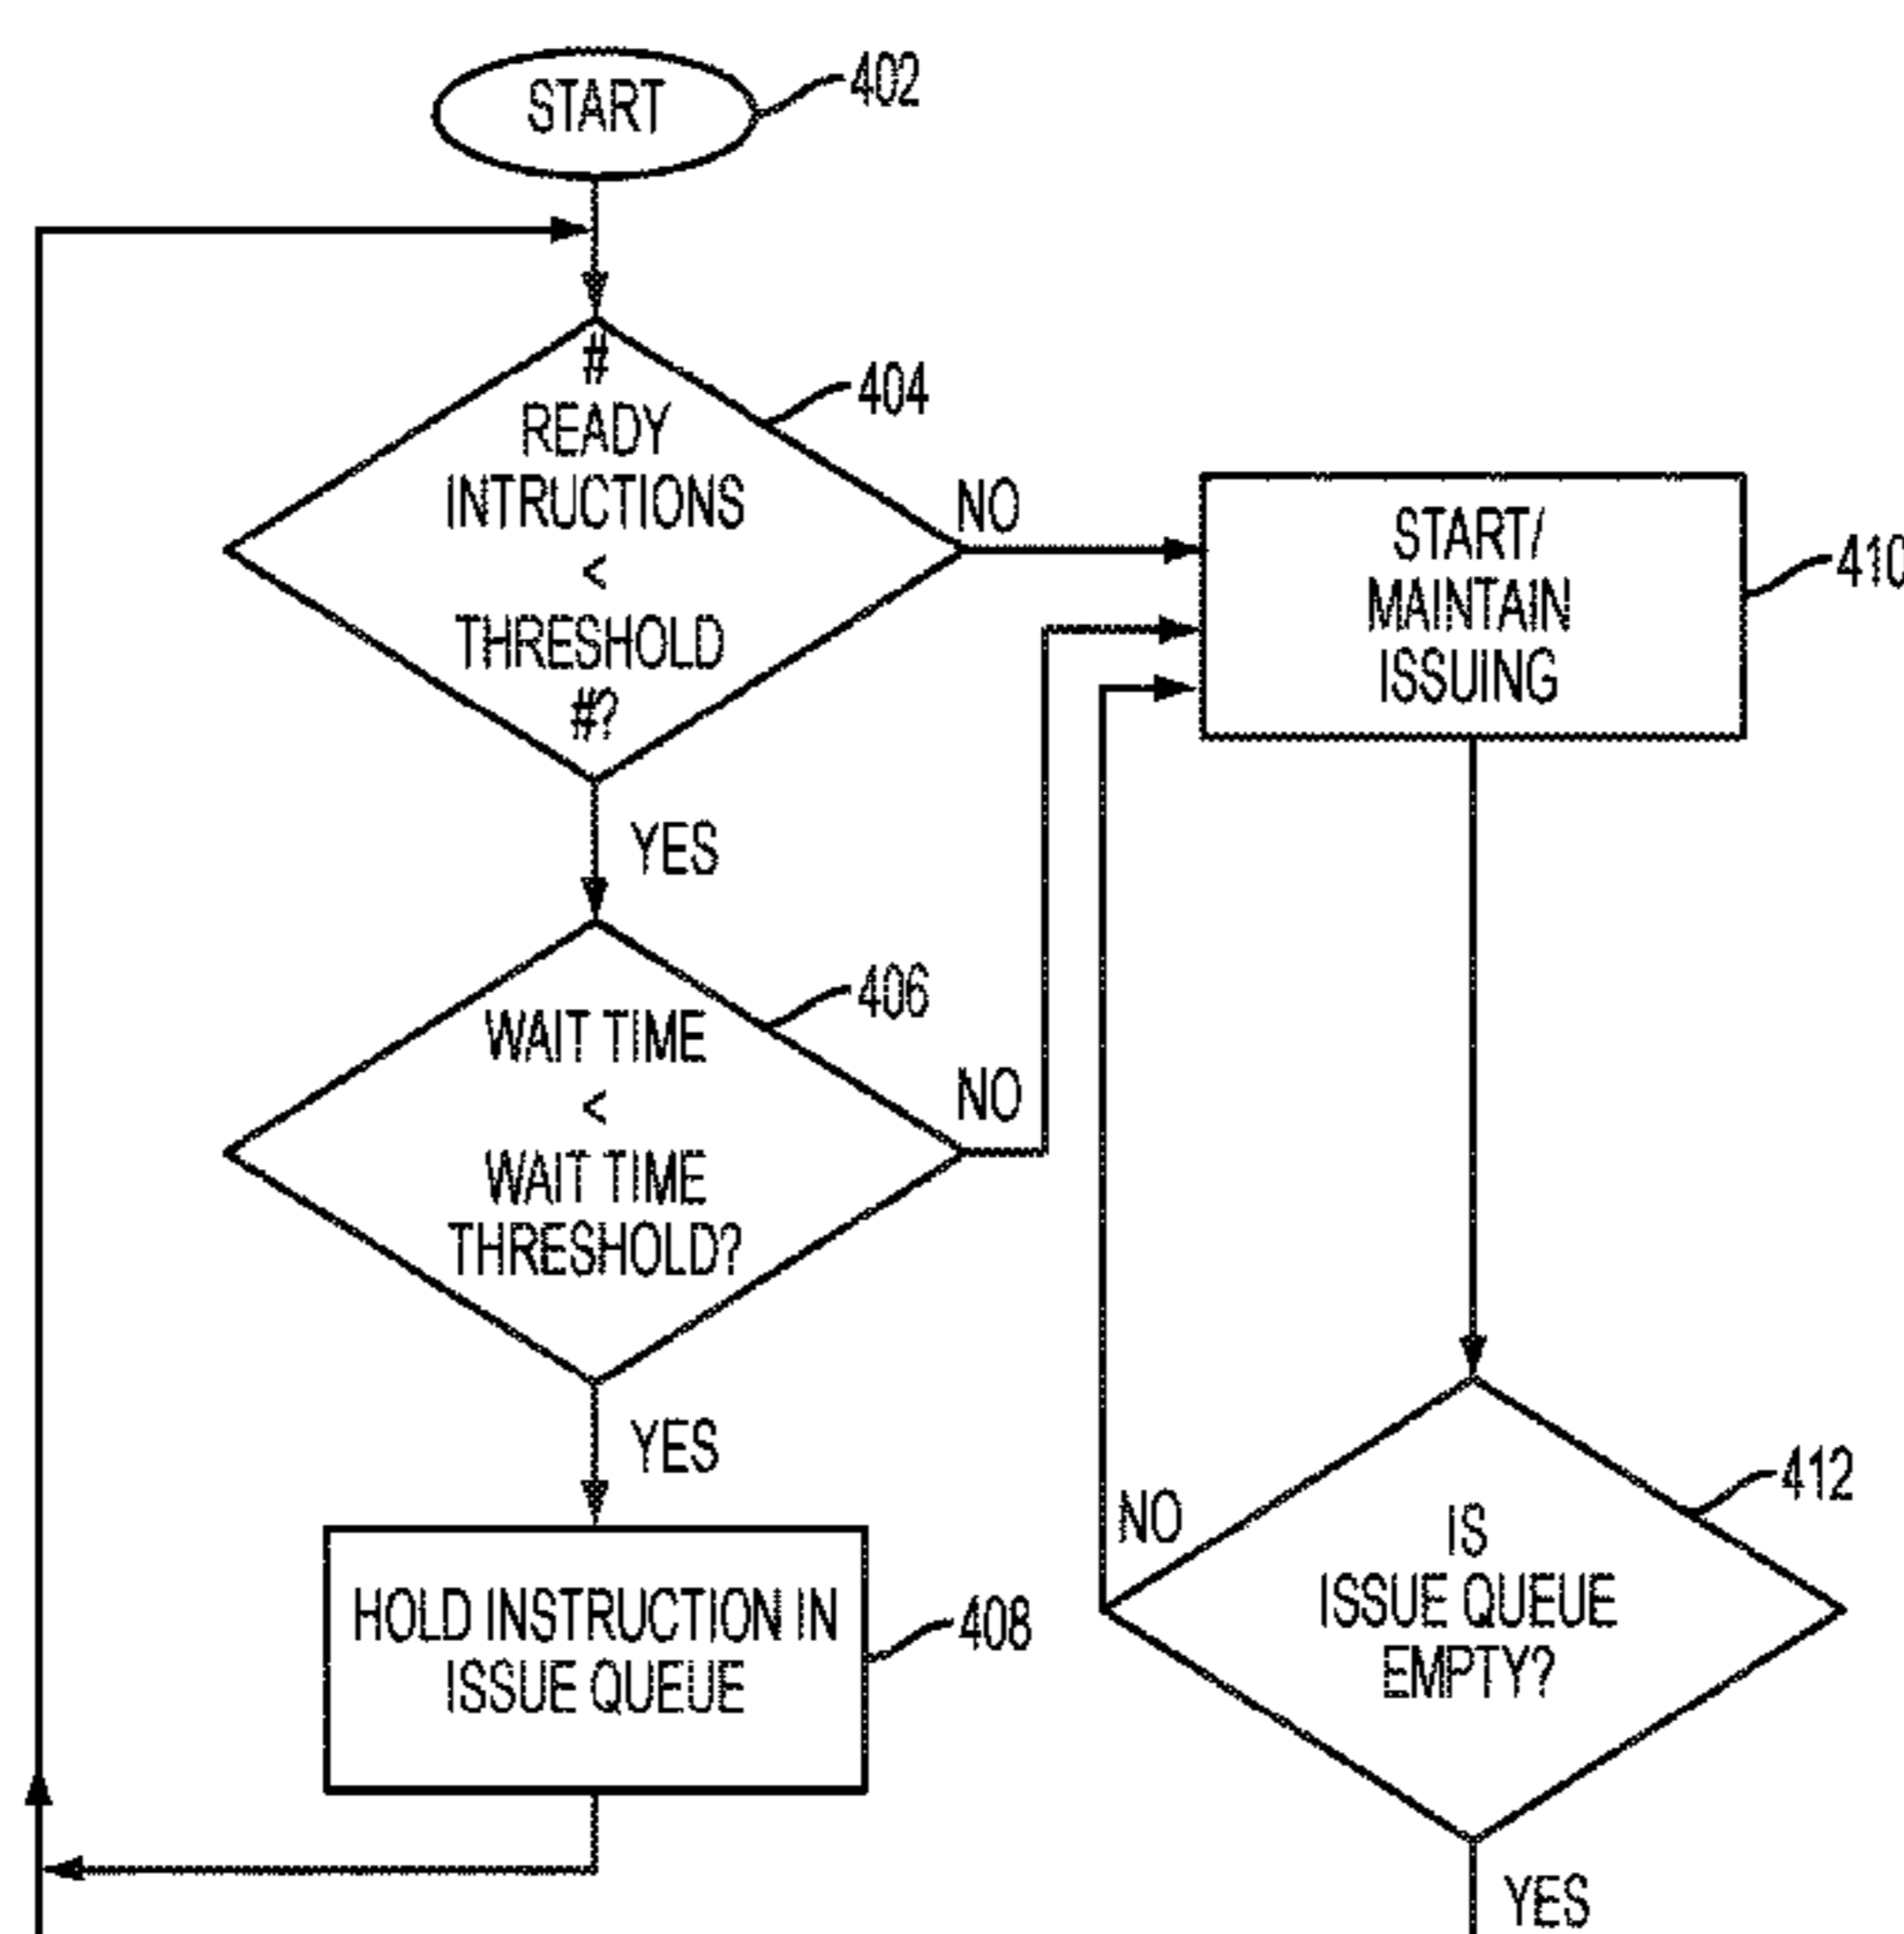 START
402
#
READY
INTRUCTIONS
<
THRESHOLD
#?
404
NO
START/
MAINTAIN
ISSUING
410
YES
WAIT TIME
<
WAIT TIME
THRESHOLD?
406
NO
YES
HOLD INSTRUCTION IN
ISSUE QUEUE
408
NO
IS
ISSUE QUEUE
EMPTY?
412
YES